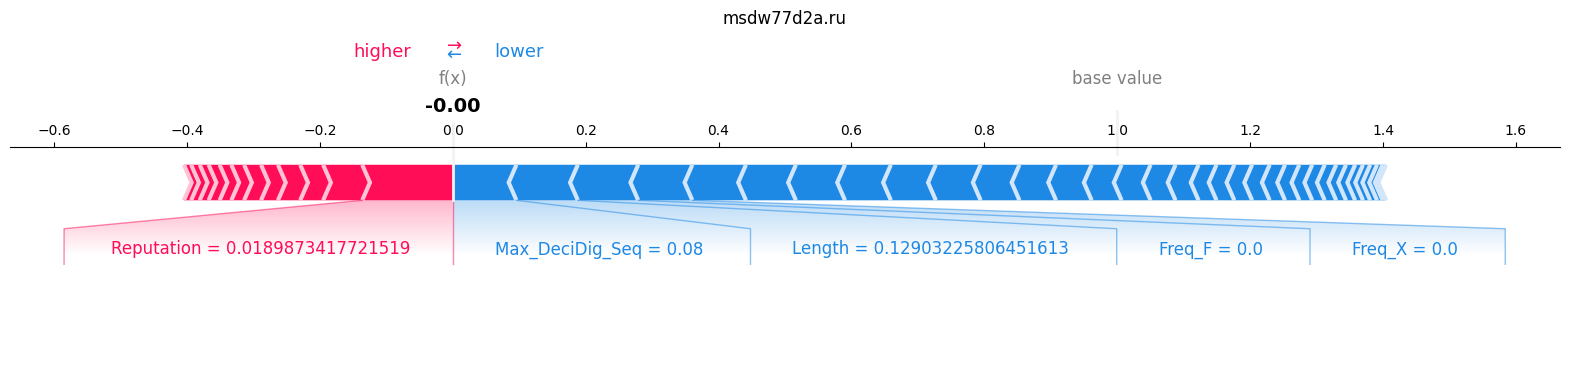 msdw77d2a.ru
higher → ← lower
f(x) base value
-0.00
−0.6 −0.4 −0.2 0.0 0.2 0.4 0.6 0.8 1.0 1.2 1.4 1.6
Reputation = 0.0189873417721519 Max_DeciDig_Seq = 0.08 Length = 0.12903225806451613 Freq_F = 0.0 Freq_X = 0.0